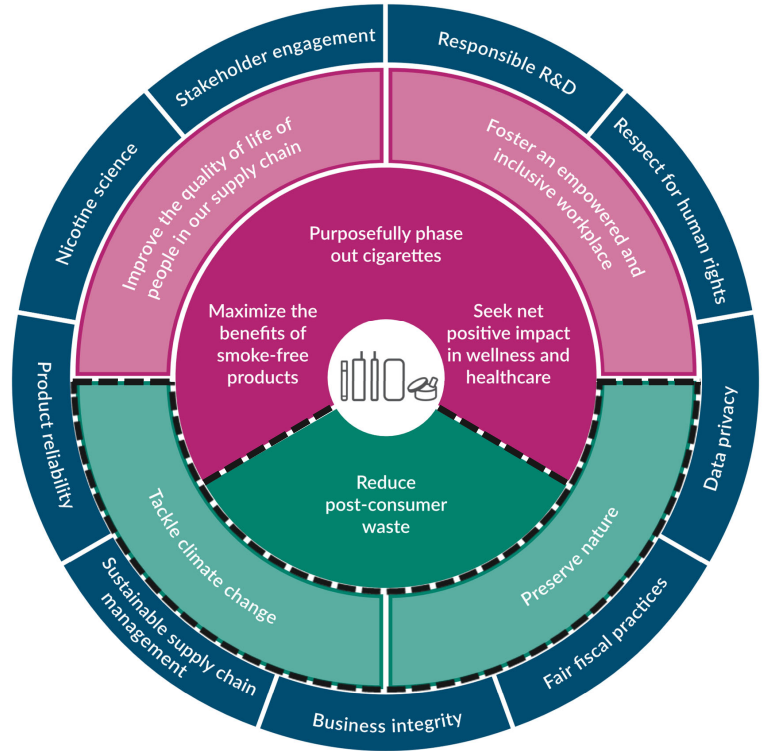 Stakeholder engagement
Responsible R&D
Respect for human rights
Data privacy
Fair fiscal practices
Business integrity
Sustainable supply chain
management
Product reliability
Nicotine science
Improve the quality of life of
people in our supply chain
Foster an empowered and
inclusive workplace
Preserve nature
Tackle climate change
Purposefully phase
out cigarettes
Maximize the
benefits of
smoke-free
products
Seek net
positive impact
in wellness and
healthcare
Reduce
post-consumer
waste